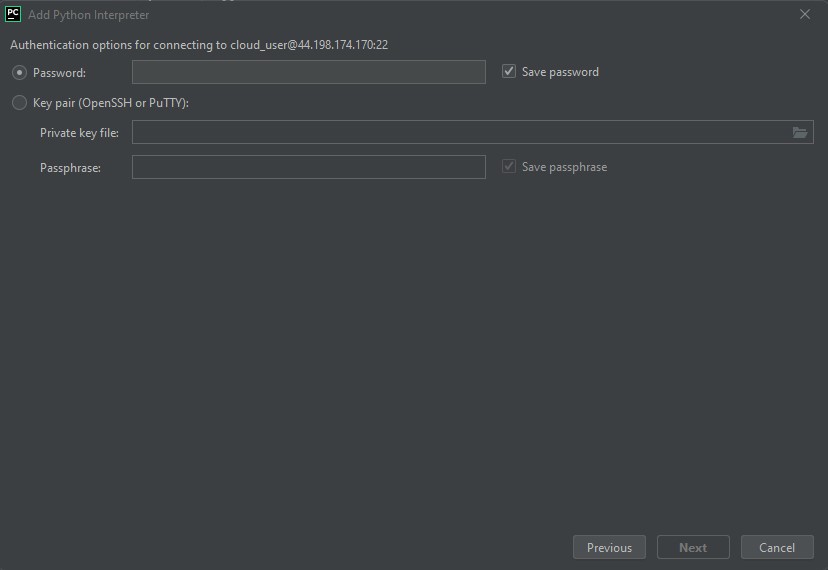 PC Add Python Interpreter
Authentication options for connecting to cloud_user@44.198.174.170:22
Password: Save password
Key pair (OpenSSH or PuTTY):
Private key file:
Passphrase: Save passphrase
Previous Next Cancel